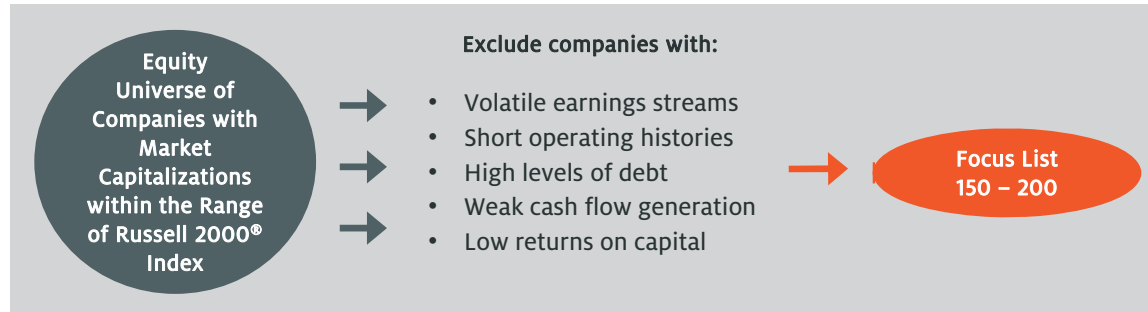 Equity
Universe of
Companies with
Market
Capitalizations
within the Range
of Russell 2000®
Index
Exclude companies with:
• Volatile earnings streams
• Short operating histories
• High levels of debt
• Weak cash flow generation
• Low returns on capital
Focus List
150 – 200